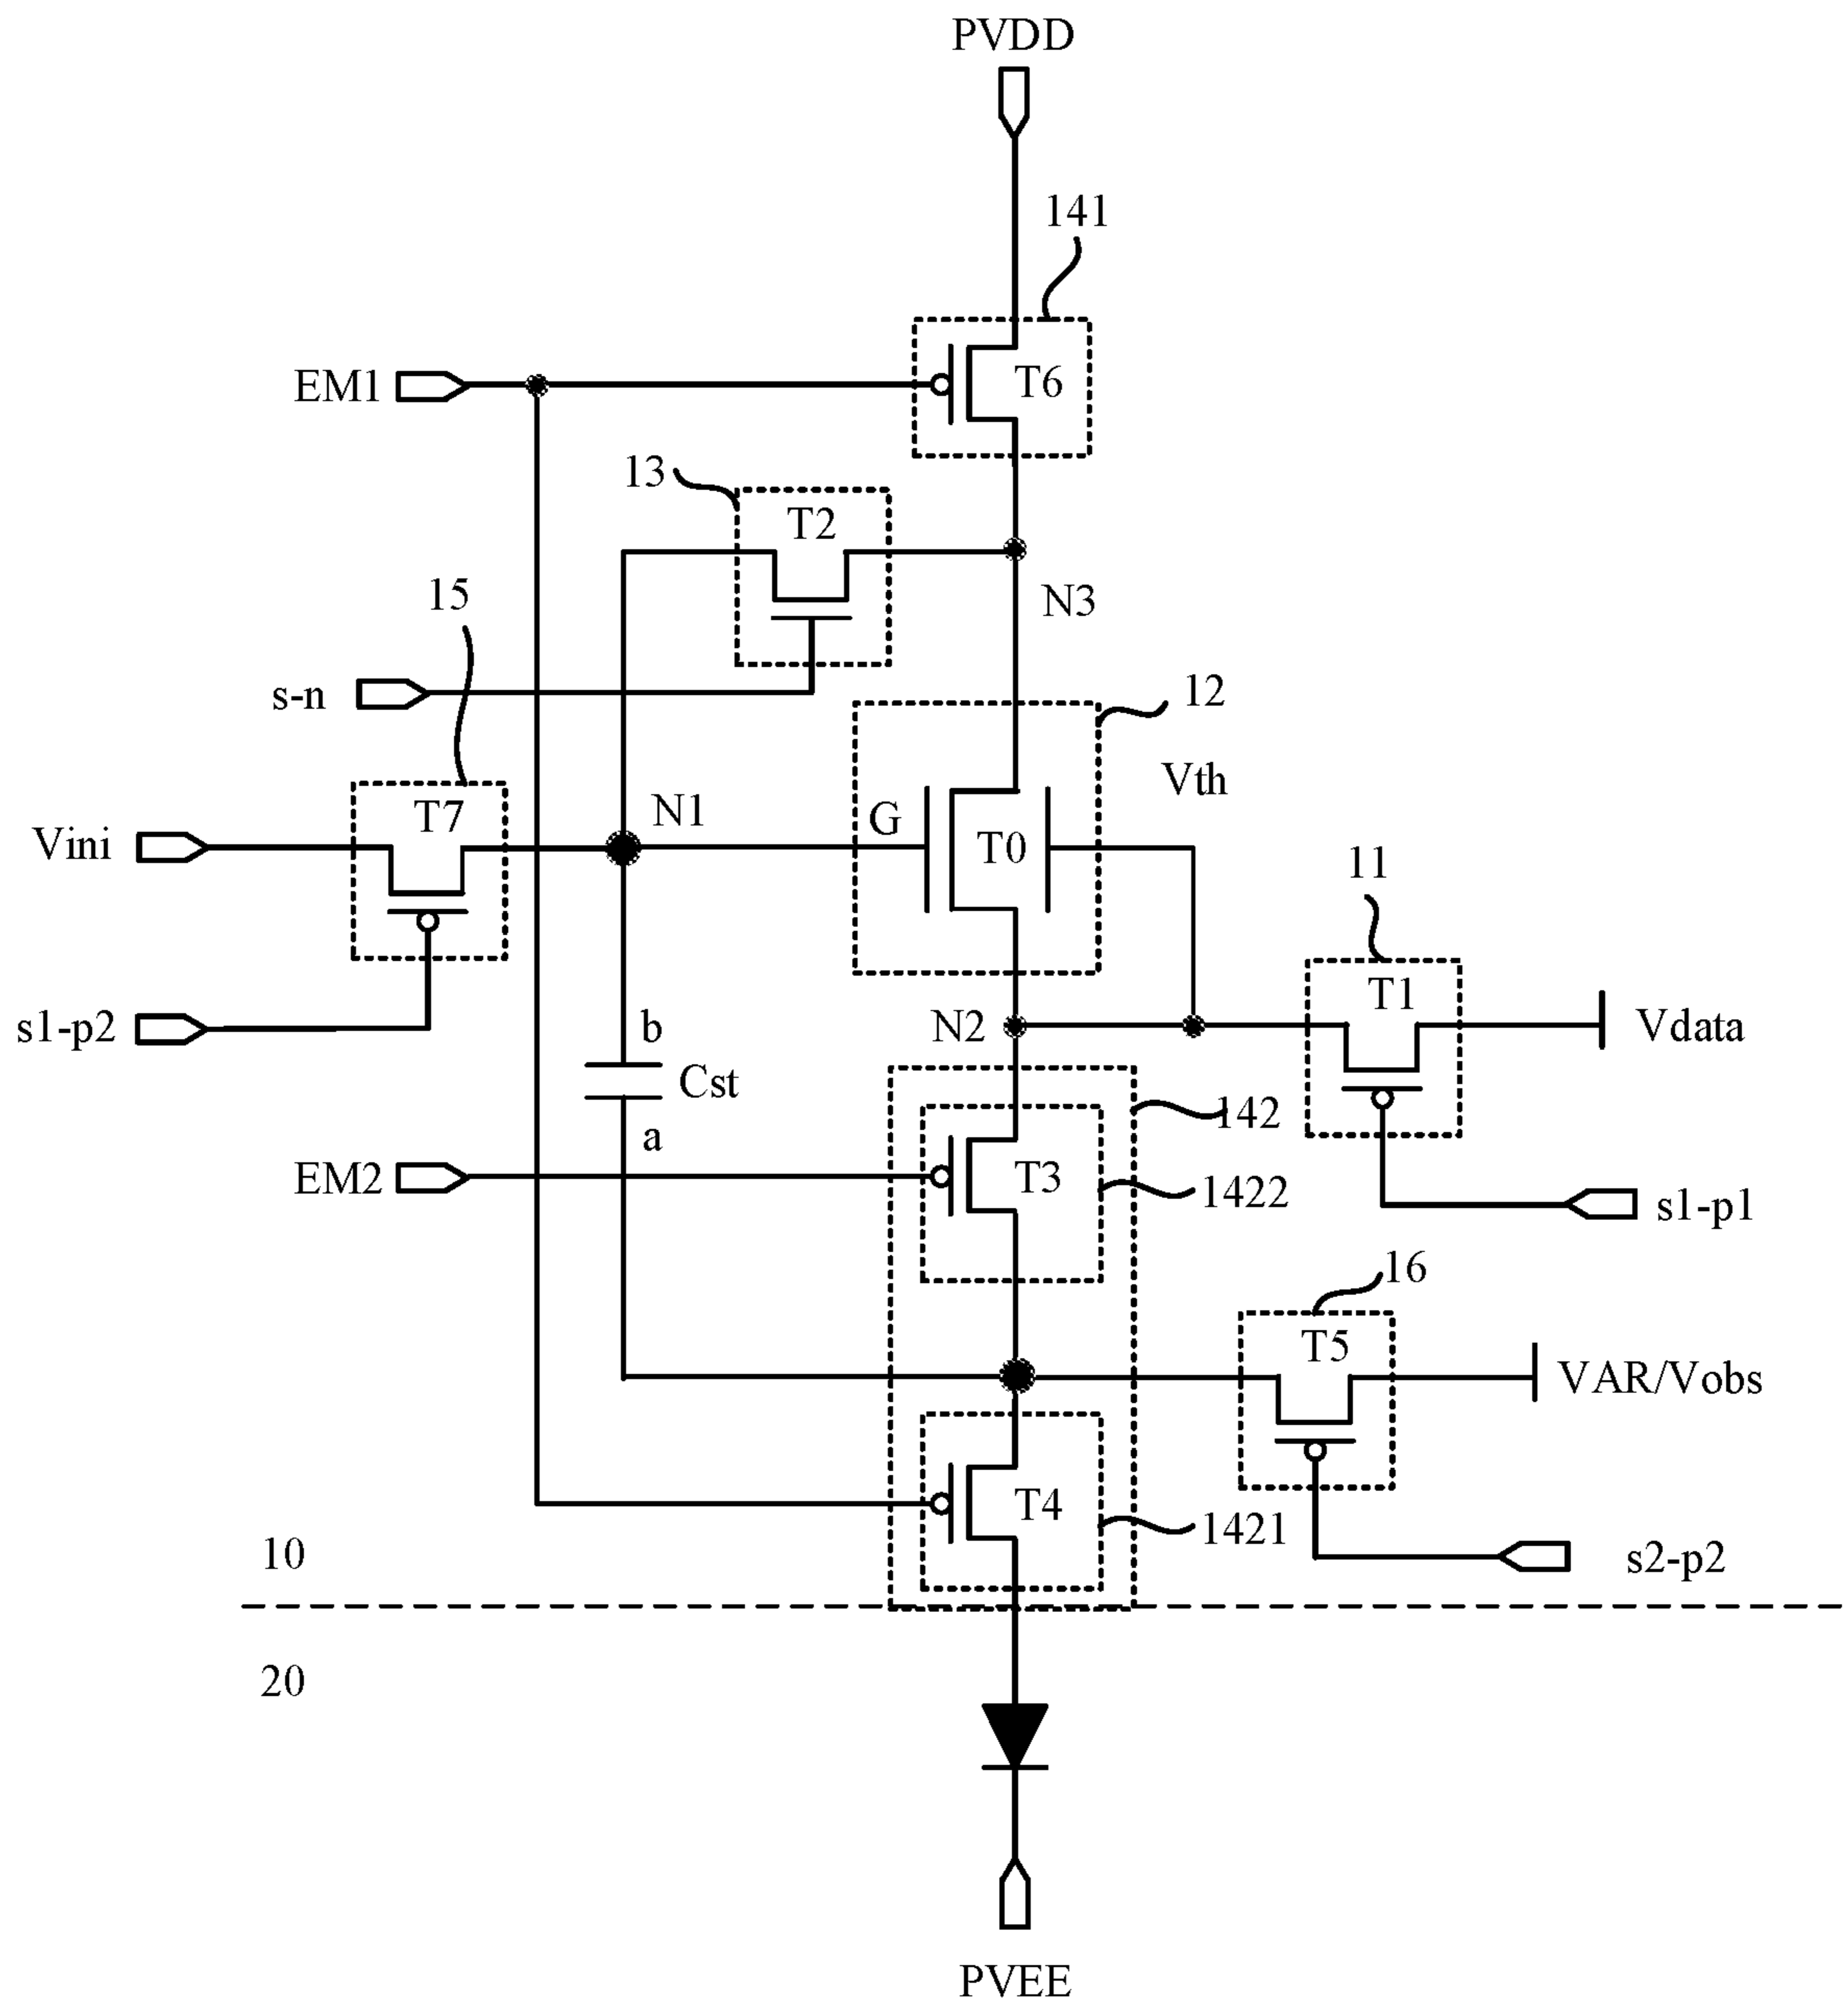 PVDD
141
EM1
T6
13
T2
15
N3
s-n
12
Vth
T7
N1
G
Vini
T0
11
T1
s1-p2
b
N2
Vdata
Cst
142
a
EM2
T3
1422
s1-p1
16
T5
VAR/Vobs
T4
1421
10
s2-p2
20
PVEE